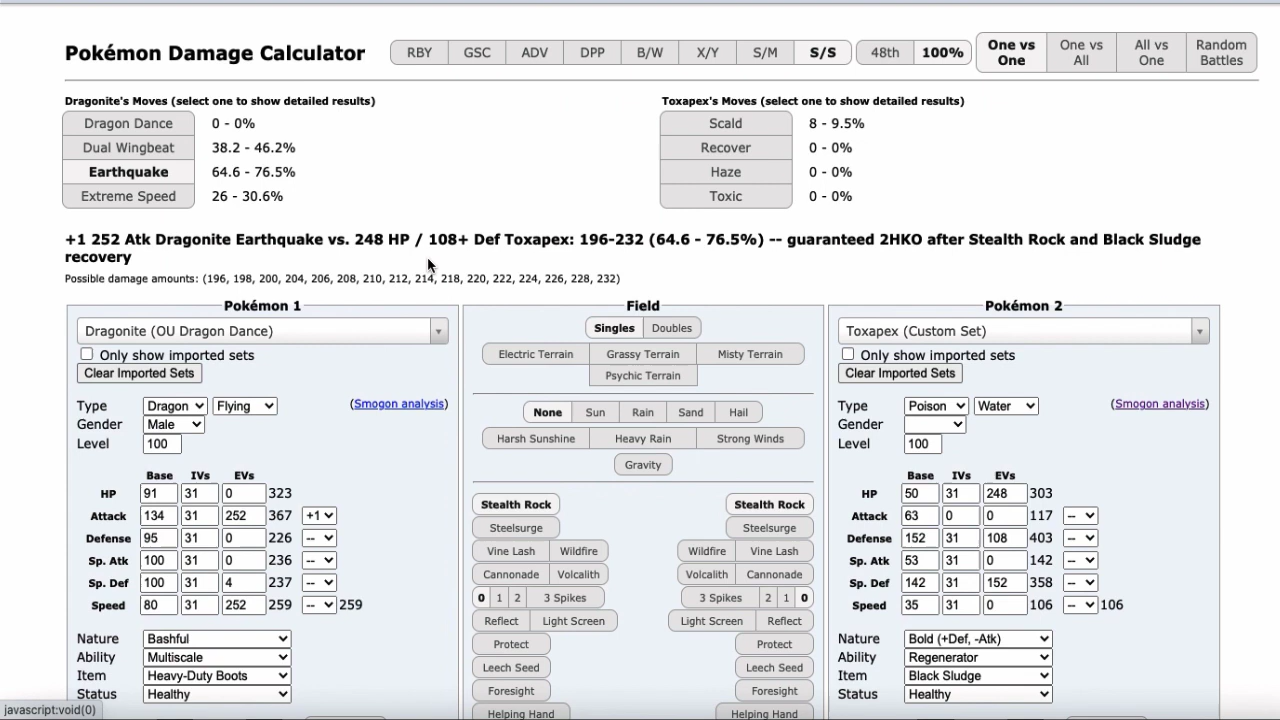 Pokémon Damage Calculator
RBY GSC ADV DPP B/W X/Y S/M S/S 48th 100%
One vs One
One vs All
All vs One
Random Battles
Dragonite's Moves (select one to show detailed results)
Dragon Dance 0 - 0%
Dual Wingbeat 38.2 - 46.2%
Earthquake 64.6 - 76.5%
Extreme Speed 26 - 30.6%
Toxapex's Moves (select one to show detailed results)
Scald 8 - 9.5%
Recover 0 - 0%
Haze 0 - 0%
Toxic 0 - 0%
+1 252 Atk Dragonite Earthquake vs. 248 HP / 108+ Def Toxapex: 196-232 (64.6 - 76.5%) -- guaranteed 2HKO after Stealth Rock and Black Sludge
recovery
Possible damage amounts: (196, 198, 200, 204, 206, 208, 210, 212, 214, 218, 220, 222, 224, 226, 228, 232)
Pokémon 1
Dragonite (OU Dragon Dance)
Only show imported sets
Clear Imported Sets
Type Dragon Flying (Smogon analysis)
Gender Male
Level 100
Base IVs EVs
HP 91 31 0 323
Attack 134 31 252 367 +1
Defense 95 31 0 226 --
Sp. Atk 100 31 0 236 --
Sp. Def 100 31 4 237 --
Speed 80 31 252 259 -- 259
Nature Bashful
Ability Multiscale
Item Heavy-Duty Boots
Status Healthy
Field
Singles Doubles
Electric Terrain Grassy Terrain Misty Terrain
Psychic Terrain
None Sun Rain Sand Hail
Harsh Sunshine Heavy Rain Strong Winds
Gravity
Stealth Rock Stealth Rock
Steelsurge Steelsurge
Vine Lash Wildfire Wildfire Vine Lash
Cannonade Volcalith Volcalith Cannonade
0 1 2 3 Spikes 3 Spikes 2 1 0
Reflect Light Screen Light Screen Reflect
Protect Protect
Leech Seed Leech Seed
Foresight Foresight
Helping Hand Helping Hand
Pokémon 2
Toxapex (Custom Set)
Only show imported sets
Clear Imported Sets
Type Poison Water (Smogon analysis)
Gender
Level 100
Base IVs EVs
HP 50 31 248 303
Attack 63 0 0 117 --
Defense 152 31 108 403 --
Sp. Atk 53 31 0 142 --
Sp. Def 142 31 152 358 --
Speed 35 31 0 106 -- 106
Nature Bold (+Def, -Atk)
Ability Regenerator
Item Black Sludge
Status Healthy
javascript:void(0)